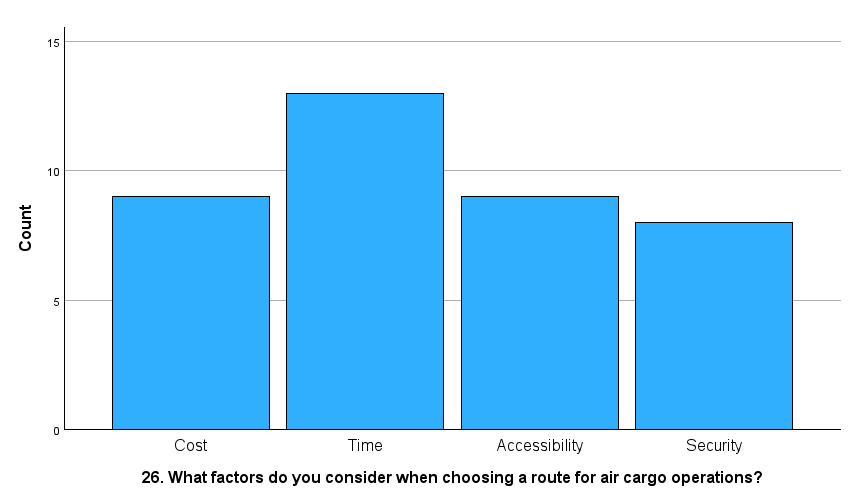 15
10
5
0
Count
Cost Time Accessibility Security
26. What factors do you consider when choosing a route for air cargo operations?